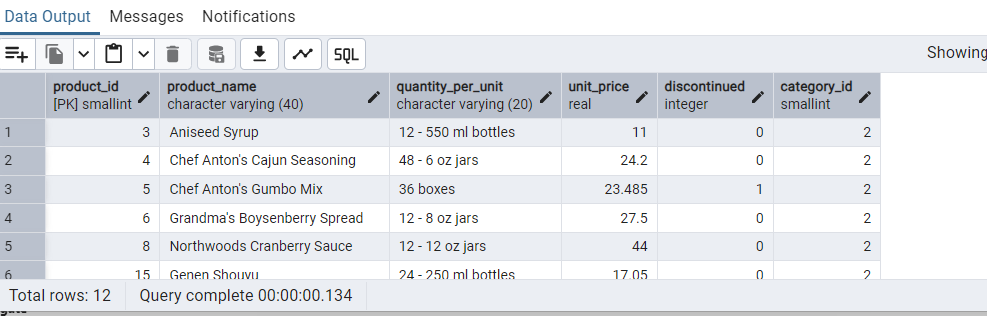 Data Output Messages Notifications
SQL Showing
product_id product_name quantity_per_unit unit_price discontinued category_id
[PK] smallint character varying (40) character varying (20) real integer smallint
1 3 Aniseed Syrup 12 - 550 ml bottles 11 0 2
2 4 Chef Anton's Cajun Seasoning 48 - 6 oz jars 24.2 0 2
3 5 Chef Anton's Gumbo Mix 36 boxes 23.485 1 2
4 6 Grandma's Boysenberry Spread 12 - 8 oz jars 27.5 0 2
5 8 Northwoods Cranberry Sauce 12 - 12 oz jars 44 0 2
6 15 Genen Shouyu 24 - 250 ml bottles 17.05 0 2
Total rows: 12 Query complete 00:00:00.134